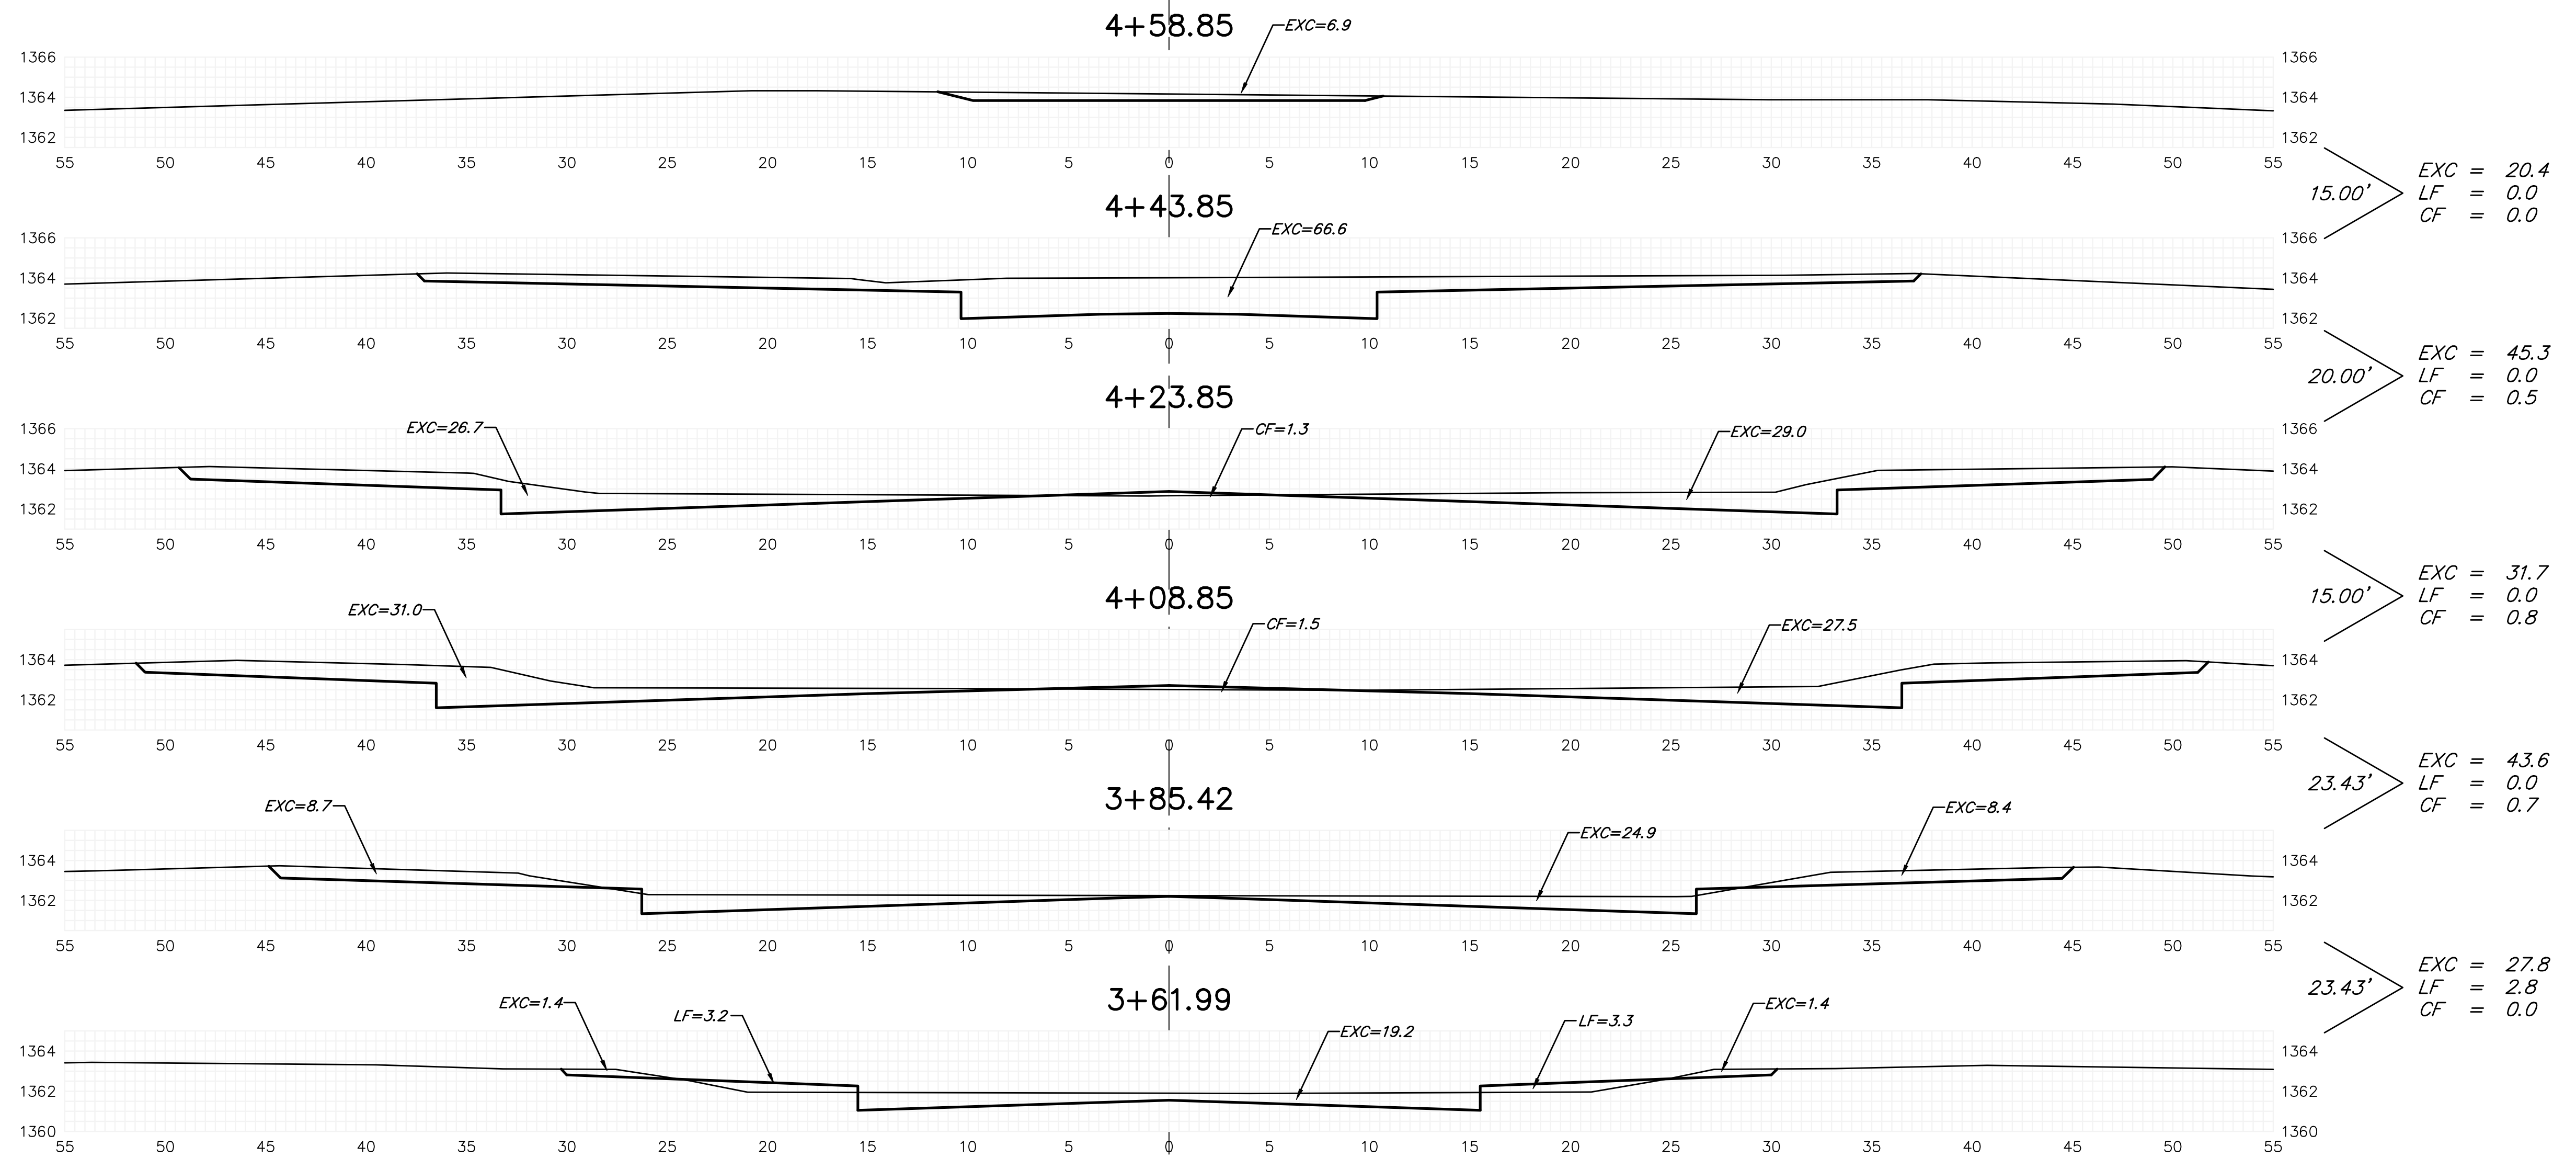 4+58.85
EXC=6.9
1366 1366
1364 1364
1362 1362
55 50 45 40 35 30 25 20 15 10 5 0 5 10 15 20 25 30 35 40 45 50 55
15.00'
EXC = 20.4
LF = 0.0
CF = 0.0
4+43.85
EXC=66.6
1366 1366
1364 1364
1362 1362
55 50 45 40 35 30 25 20 15 10 5 0 5 10 15 20 25 30 35 40 45 50 55
20.00'
EXC = 45.3
LF = 0.0
CF = 0.5
4+23.85
EXC=26.7 CF=1.3 EXC=29.0
1366 1366
1364 1364
1362 1362
55 50 45 40 35 30 25 20 15 10 5 0 5 10 15 20 25 30 35 40 45 50 55
15.00'
EXC = 31.7
LF = 0.0
CF = 0.8
4+08.85
EXC=31.0 CF=1.5 EXC=27.5
1364 1364
1362 1362
55 50 45 40 35 30 25 20 15 10 5 0 5 10 15 20 25 30 35 40 45 50 55
23.43'
EXC = 43.6
LF = 0.0
CF = 0.7
3+85.42
EXC=8.7 EXC=24.9 EXC=8.4
1364 1364
1362 1362
55 50 45 40 35 30 25 20 15 10 5 0 5 10 15 20 25 30 35 40 45 50 55
23.43'
EXC = 27.8
LF = 2.8
CF = 0.0
3+61.99
EXC=1.4 LF=3.2 EXC=19.2 LF=3.3 EXC=1.4
1364 1364
1362 1362
1360 1360
55 50 45 40 35 30 25 20 15 10 5 0 5 10 15 20 25 30 35 40 45 50 55